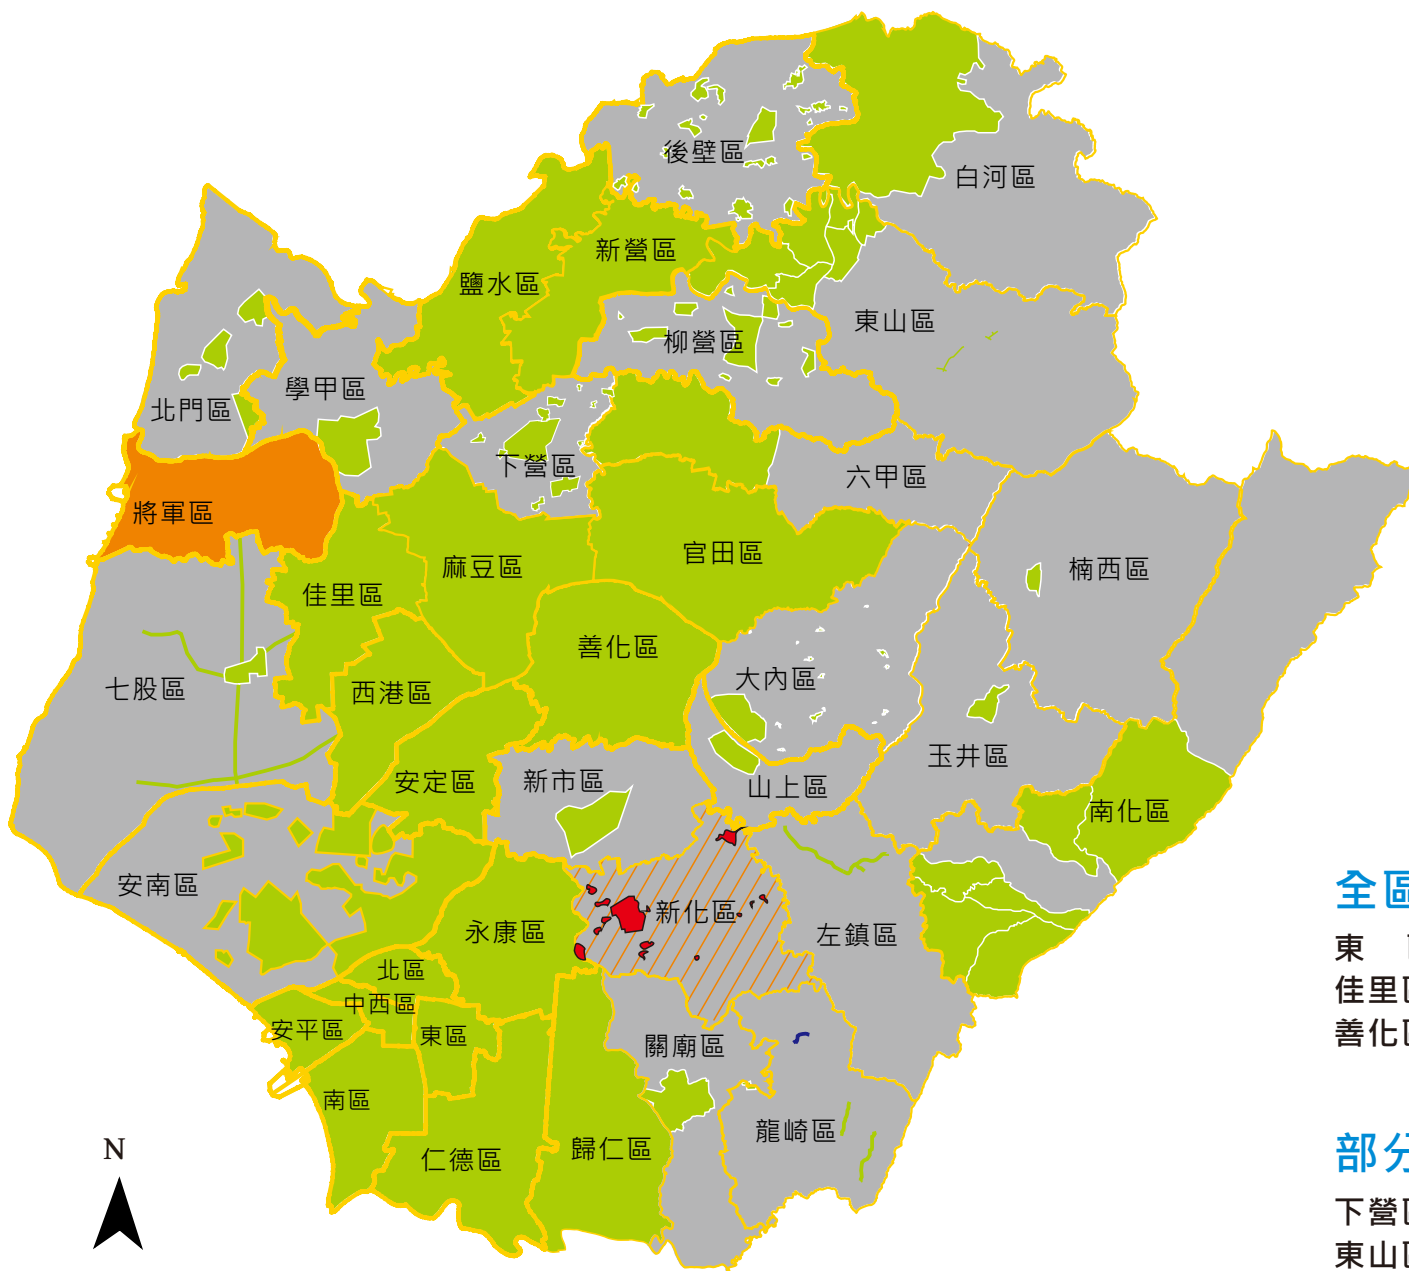 後壁區
白河區
新營區
鹽水區
東山區
柳營區
學甲區
北門區
下營區
六甲區
將軍區
官田區
麻豆區
楠西區
佳里區
善化區
大內區
七股區
西港區
玉井區
安定區
新市區
山上區
南化區
安南區
新化區
永康區
左鎮區
北區
中西區
安平區
東區
關廟區
南區
龍崎區
歸仁區
仁德區
N
全區
東
佳里區
善化區
部分
下營區
東山區